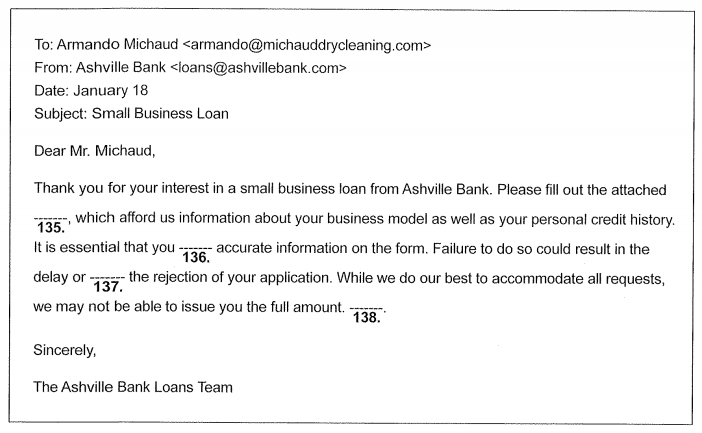 To: Armando Michaud <armando@michauddrycleaning.com>
From: Ashville Bank <loans@ashvillebank.com>
Date: January 18
Subject: Small Business Loan
Dear Mr. Michaud,
Thank you for your interest in a small business loan from Ashville Bank. Please fill out the attached
-------, which afford us information about your business model as well as your personal credit history.
135.
It is essential that you ------- accurate information on the form. Failure to do so could result in the
136.
delay or ------- the rejection of your application. While we do our best to accommodate all requests,
137.
we may not be able to issue you the full amount. -------.
138.
Sincerely,
The Ashville Bank Loans Team